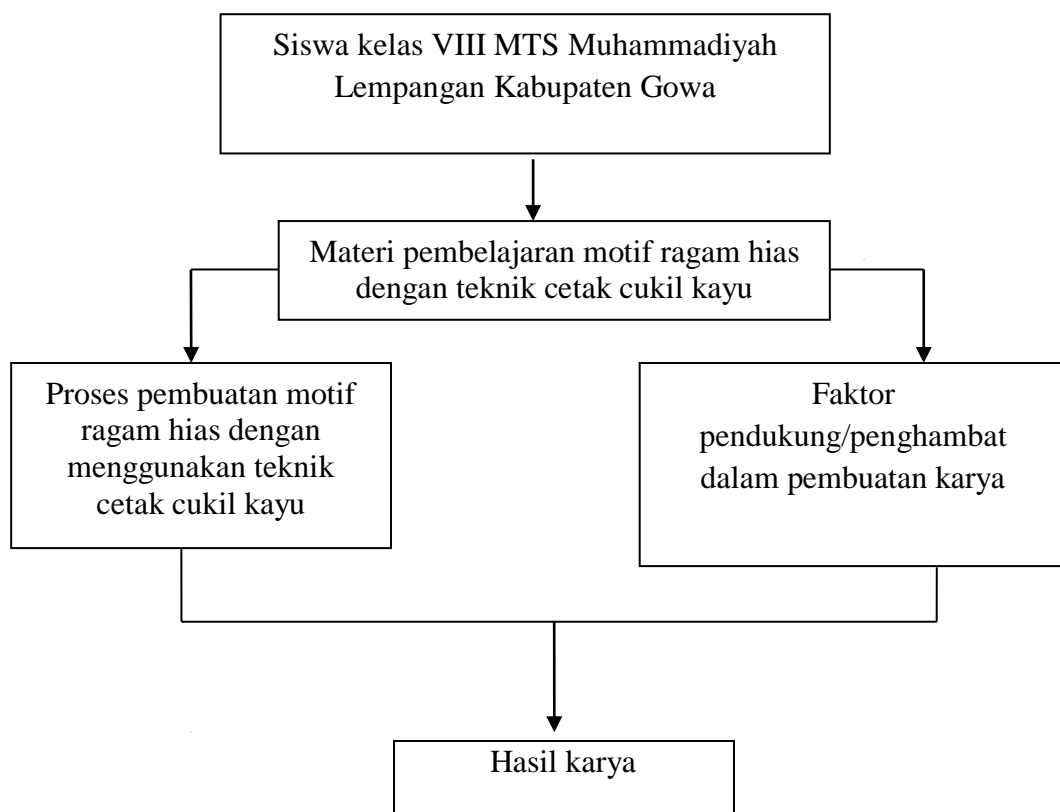 Siswa kelas VIII MTS Muhammadiyah
Lempangan Kabupaten Gowa
Materi pembelajaran motif ragam hias
dengan teknik cetak cukil kayu
Proses pembuatan motif
ragam hias dengan
menggunakan teknik
cetak cukil kayu
Faktor
pendukung/penghambat
dalam pembuatan karya
Hasil karya